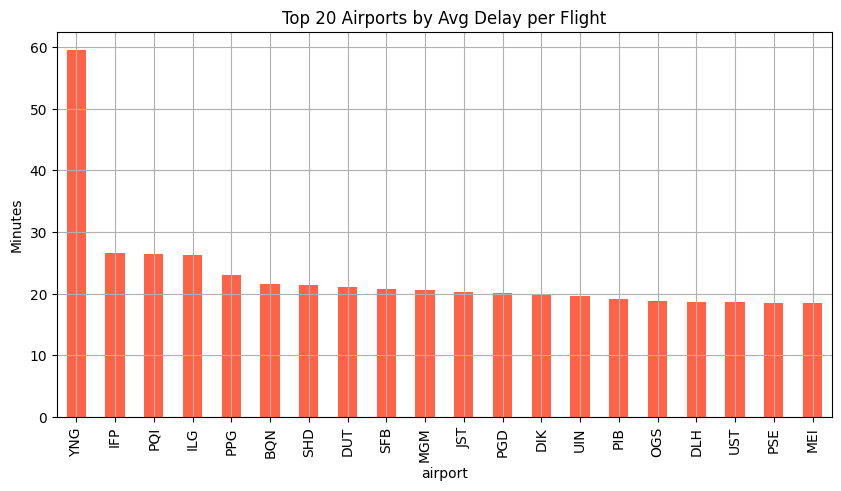 Top 20 Airports by Avg Delay per Flight
Minutes
60
50
40
30
20
10
0
YNG IFP PQI ILG PPG BQN SHD DUT SFB MGM JST PGD DIK UIN PIB OGS DLH UST PSE MEI
airport